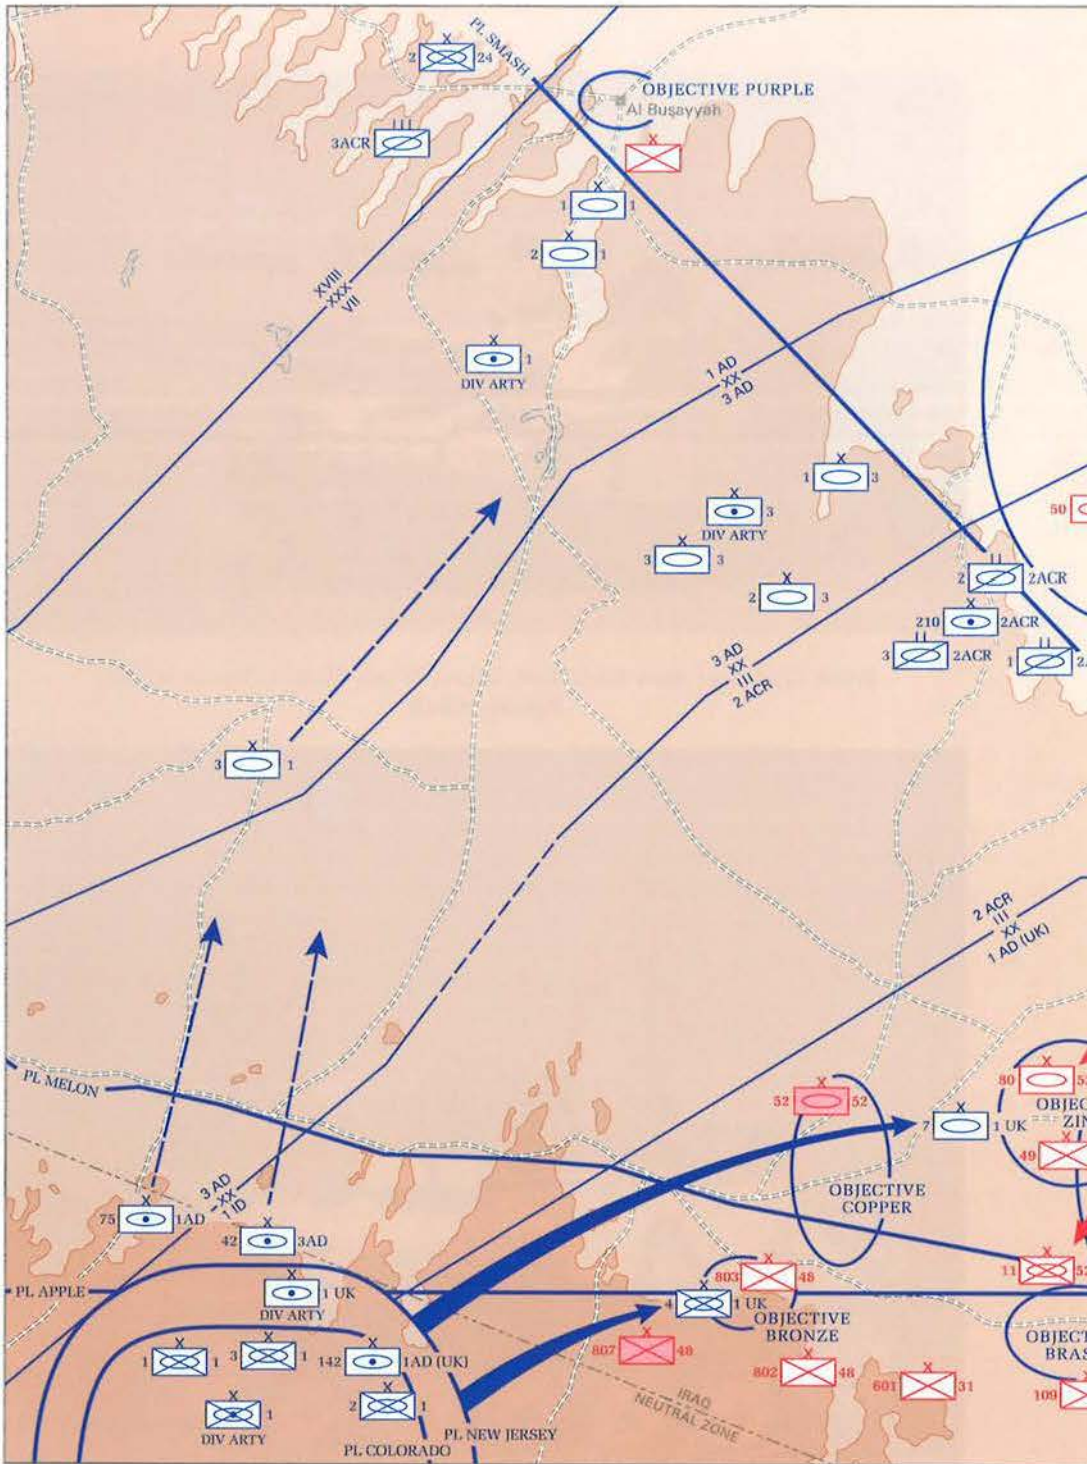 X
2 24
PL SMASH
OBJECTIVE PURPLE
Al Buşayyah
III
3ACR
X
X
1 1
X
2 1
XVIII
XXX
VII
X
1
DIV ARTY
1 AD
XX
3 AD
X
1 3
X
3
DIV ARTY
50
X
3 3
II
2 2ACR
X
2 3
X
210 2ACR
II
3 2ACR
II
1
3 AD
XX
III
2 ACR
X
3 1
2 ACR
III
XX
1 AD (UK)
PL MELON
X
52 52
X
80
OBJEC
ZIN
X
7 1 UK
X
49
OBJECTIVE
COPPER
3 AD
XX
1 ID
X
75 1AD
X
42 3AD
X
11
X
803 48
PL APPLE
X
1 UK
DIV ARTY
X
4 1 UK
OBJECTIVE
BRONZE
OBJECT
BRAS
X
807 48
X
1 1
X
3 1
X
142 1AD (UK)
X
802 48
X
601 31
X
109
IRAQ
NEUTRAL ZONE
X
2 1
X
1
DIV ARTY
PL NEW JERSEY
PL COLORADO